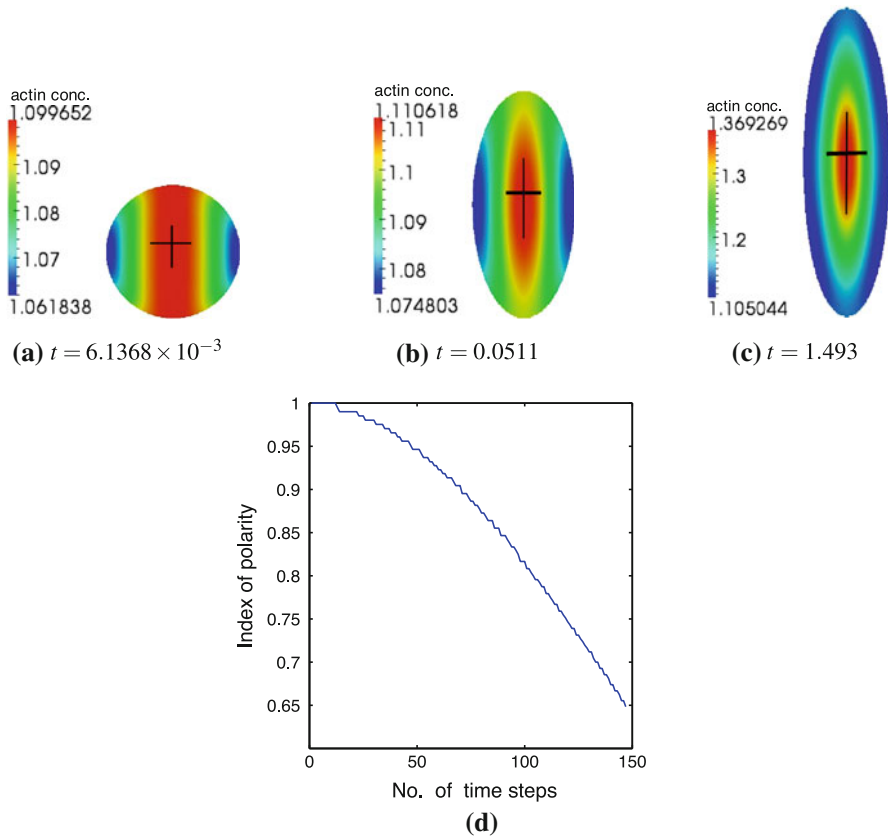 actin conc.
1.099652
1.09
1.08
1.07
1.061838
(a) t = 6.1368 × 10⁻³
actin conc.
1.110618
1.11
1.1
1.09
1.08
1.074803
(b) t = 0.0511
actin conc.
1.369269
1.3
1.2
1.105044
(c) t = 1.493
1
0.95
0.9
0.85
0.8
0.75
0.7
0.65
Index of polarity
0 50 100 150
No. of time steps
(d)